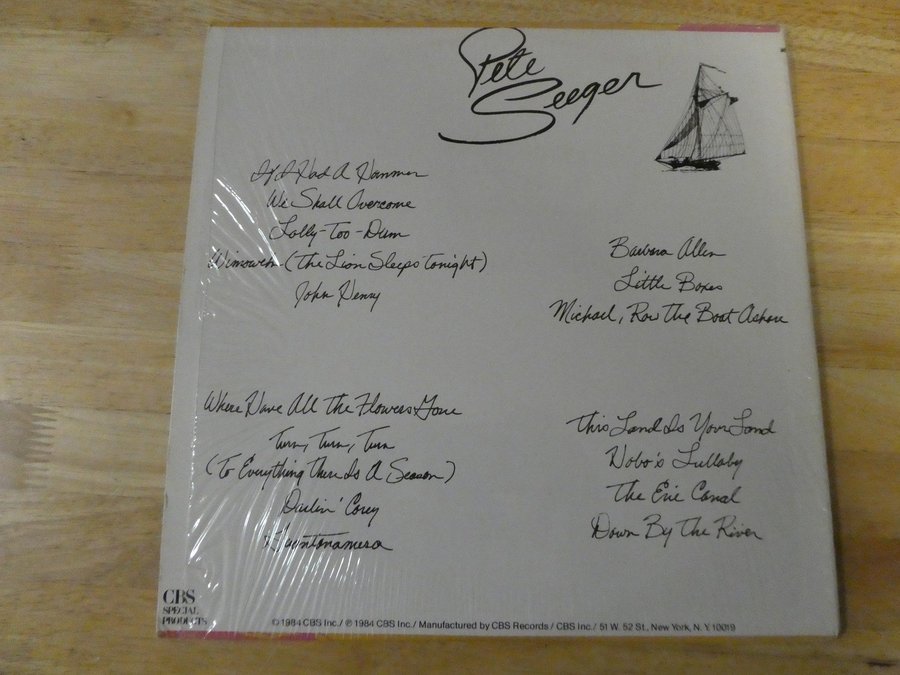 Pete
Seeger
If I Had A Hammer
We Shall Overcome
Lolly-Too-Dum
Wimoweh (The Lion Sleeps Tonight)
John Henry
Barbara Allen
Little Boxes
Michael, Row The Boat Ashore
Where Have All The Flowers Gone
Turn, Turn, Turn
(To Everything There Is A Season)
Darlin' Corey
Guantanamera
This Land Is Your Land
Hobo's Lullaby
The Erie Canal
Down By The River
CBS
SPECIAL
PRODUCTS
© 1984 CBS Inc./ ℗ 1984 CBS Inc./ Manufactured by CBS Records / CBS Inc./ 51 W. 52 St., New York, N. Y. 10019